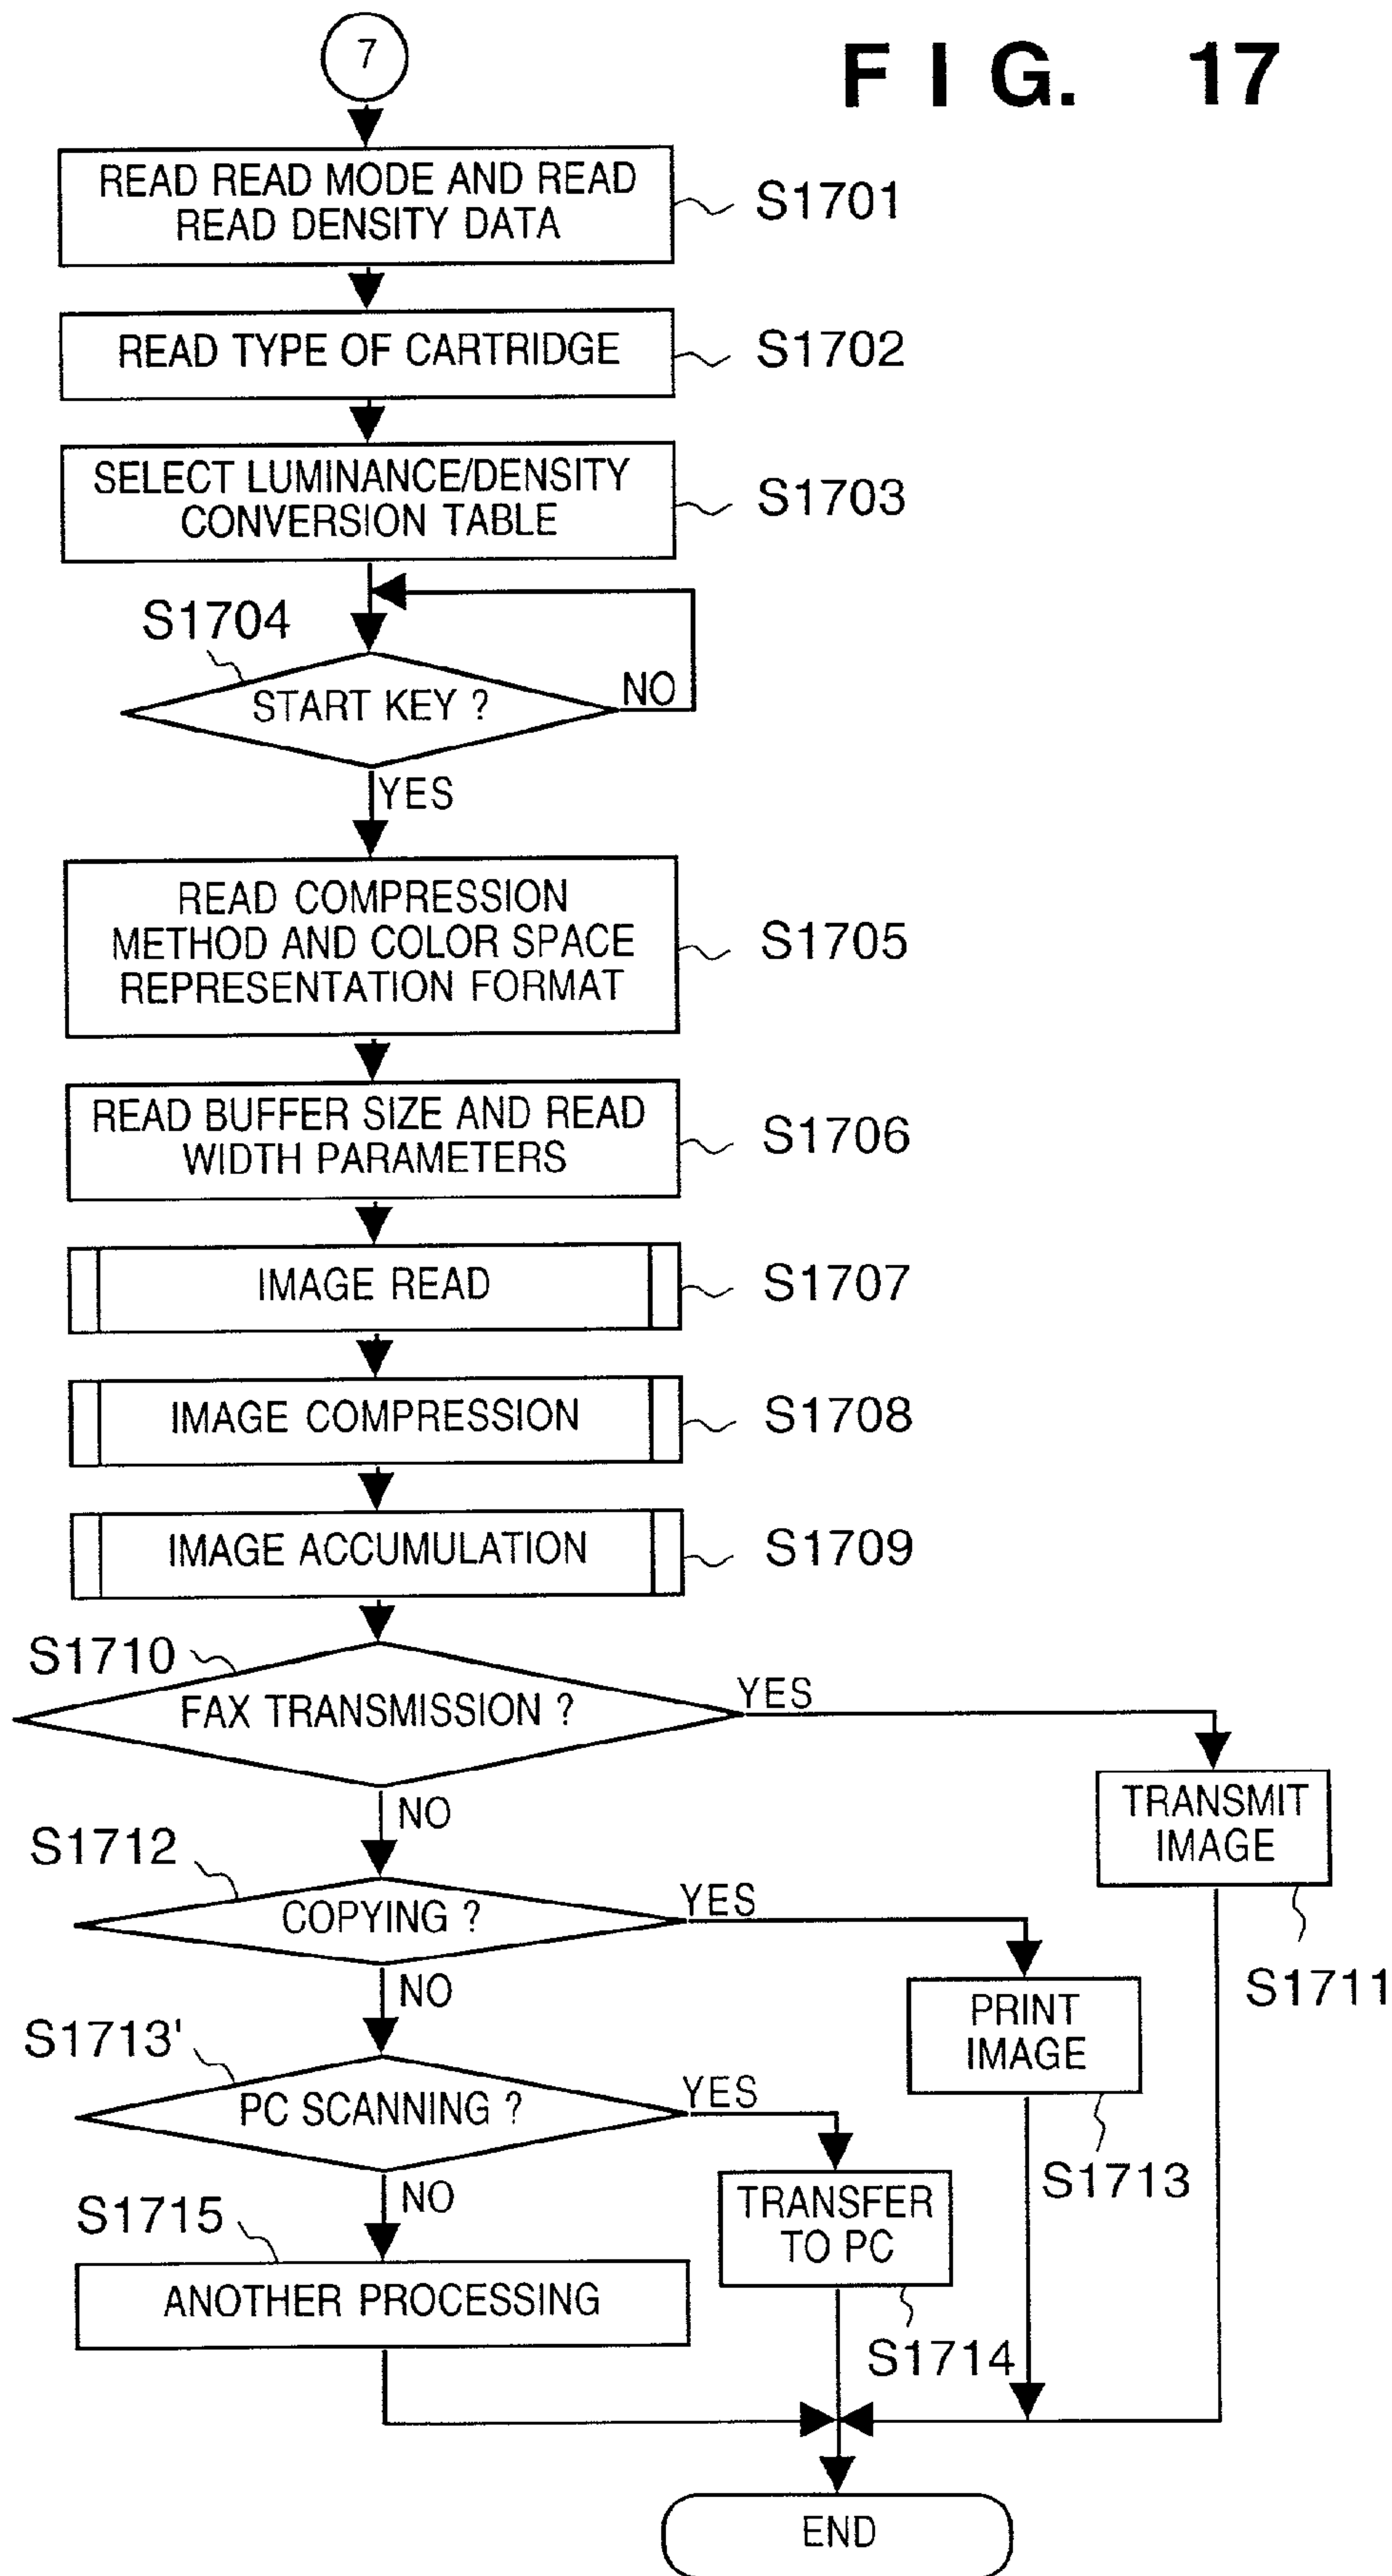 7
FIG. 17
READ READ MODE AND READ
READ DENSITY DATA
S1701
READ TYPE OF CARTRIDGE
S1702
SELECT LUMINANCE/DENSITY
CONVERSION TABLE
S1703
S1704
START KEY ?
NO
YES
READ COMPRESSION
METHOD AND COLOR SPACE
REPRESENTATION FORMAT
S1705
READ BUFFER SIZE AND READ
WIDTH PARAMETERS
S1706
IMAGE READ
S1707
IMAGE COMPRESSION
S1708
IMAGE ACCUMULATION
S1709
S1710
FAX TRANSMISSION ?
YES
NO
TRANSMIT
IMAGE
S1711
S1712
COPYING ?
YES
NO
PRINT
IMAGE
S1713
S1713'
PC SCANNING ?
YES
NO
TRANSFER
TO PC
S1714
S1715
ANOTHER PROCESSING
END